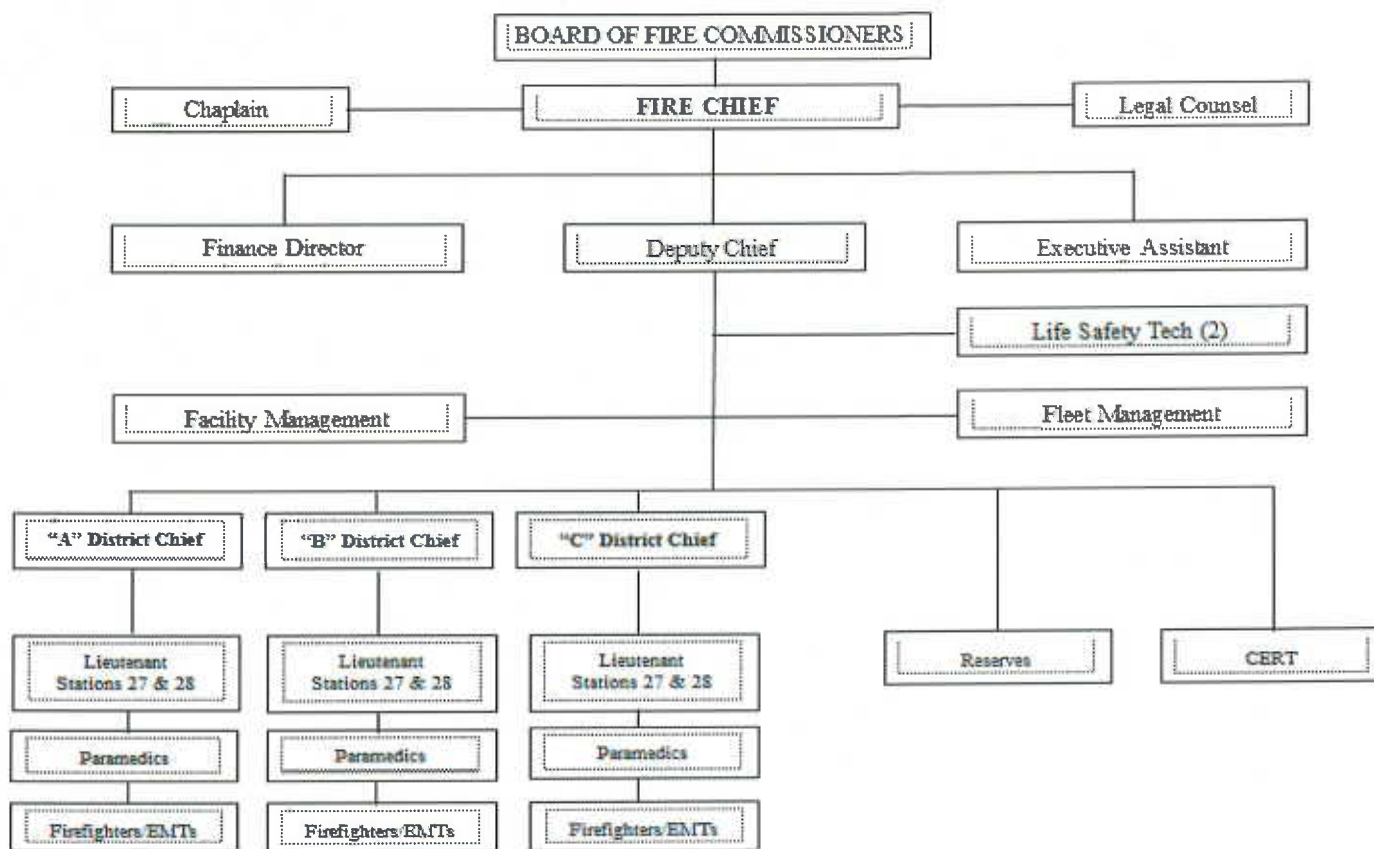 BOARD OF FIRE COMMISSIONERS
Chaplain
FIRE CHIEF
Legal Counsel
Finance Director
Deputy Chief
Executive Assistant
Life Safety Tech (2)
Facility Management
Fleet Management
“A” District Chief
“B” District Chief
“C” District Chief
Lieutenant
Stations 27 & 28
Lieutenant
Stations 27 & 28
Lieutenant
Stations 27 & 28
Reserves
CERT
Paramedics
Paramedics
Paramedics
Firefighters/EMTs
Firefighters/EMTs
Firefighters/EMTs